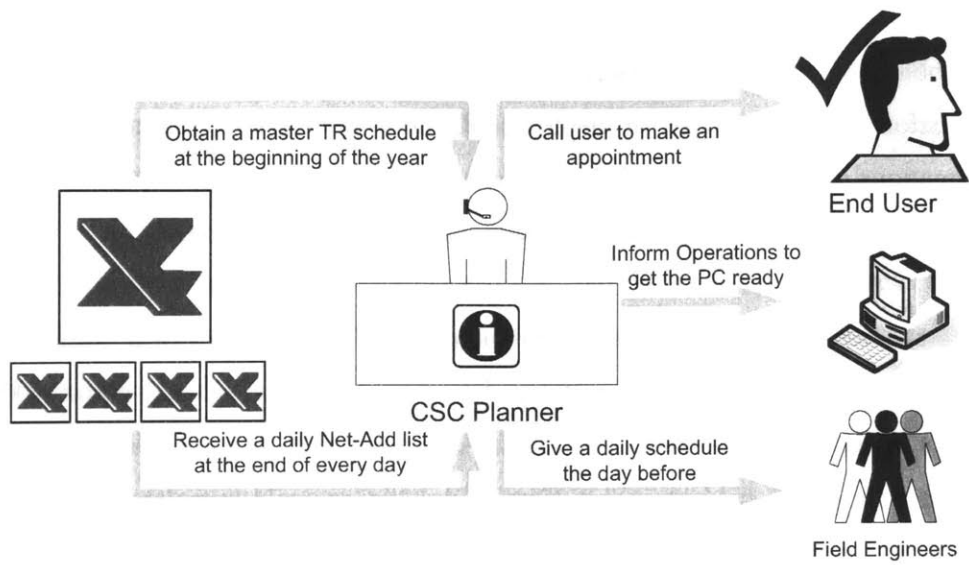 Obtain a master TR schedule
at the beginning of the year
Call user to make an
appointment
End User
Inform Operations to
get the PC ready
CSC Planner
Receive a daily Net-Add list
at the end of every day
Give a daily schedule
the day before
Field Engineers